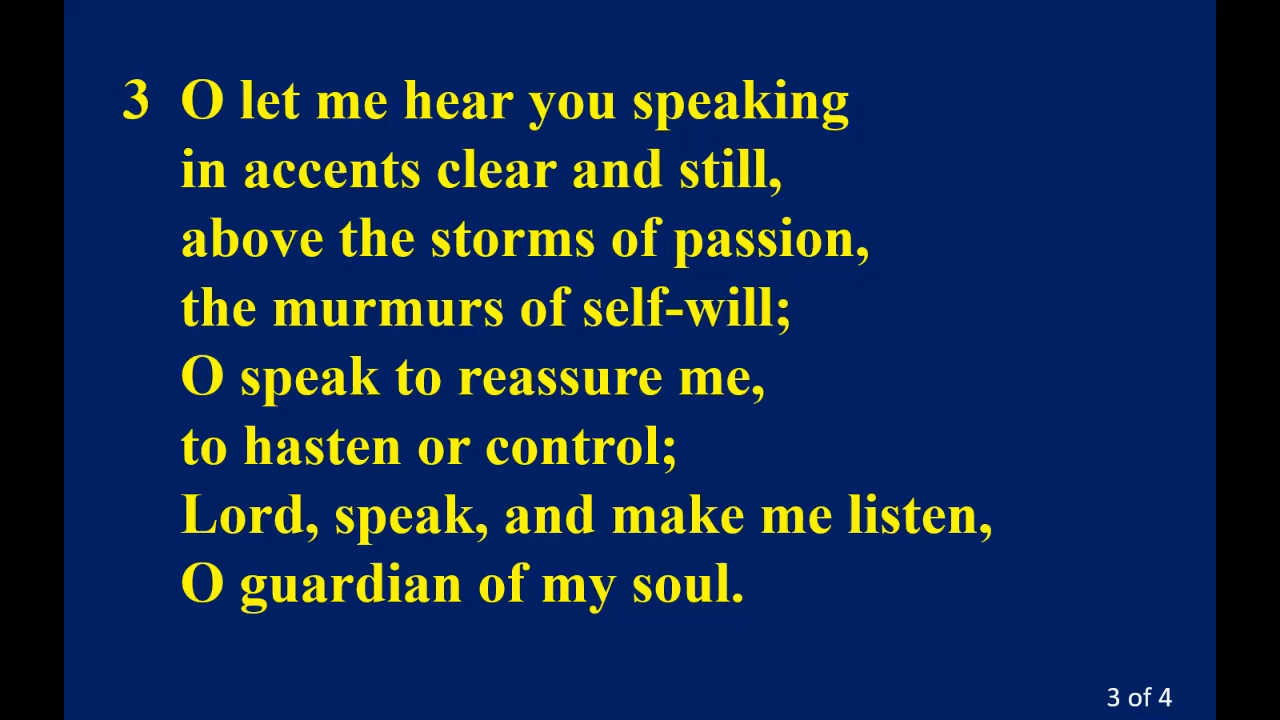 3 O let me hear you speaking
in accents clear and still,
above the storms of passion,
the murmurs of self-will;
O speak to reassure me,
to hasten or control;
Lord, speak, and make me listen,
O guardian of my soul.
3 of 4